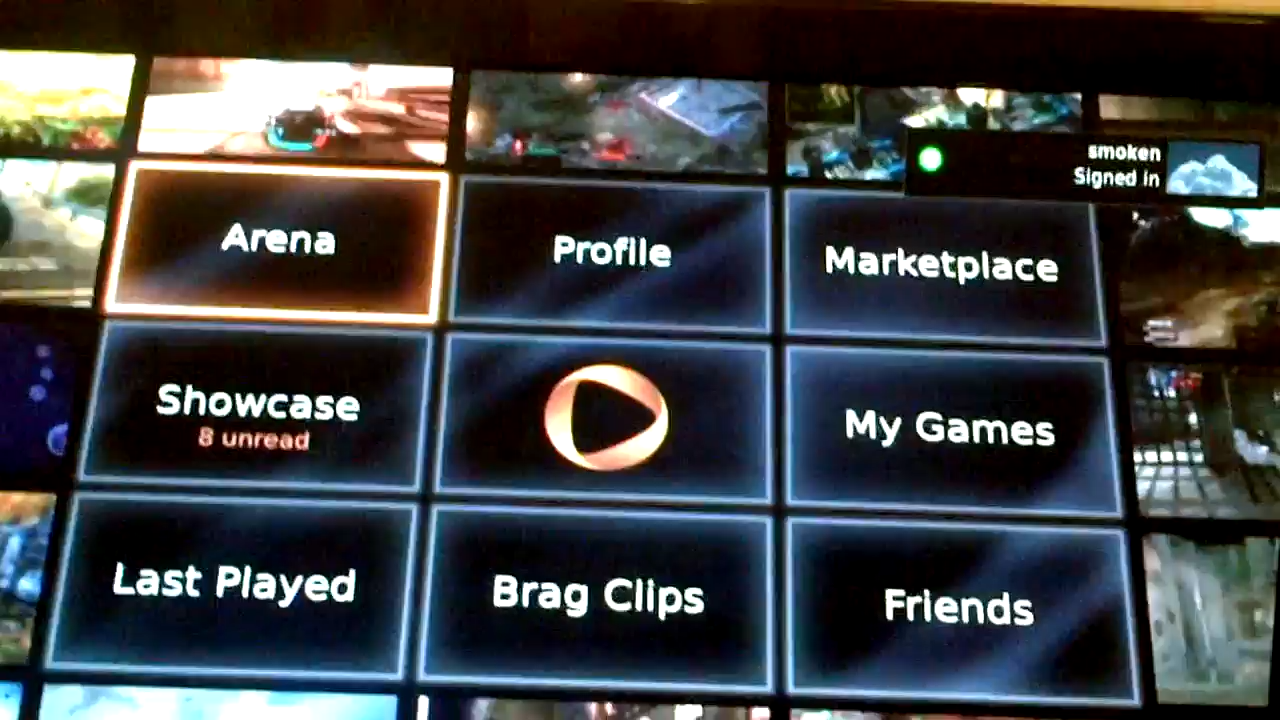 smoken
Signed in
Arena
Profile
Marketplace
Showcase
8 unread
My Games
Last Played
Brag Clips
Friends